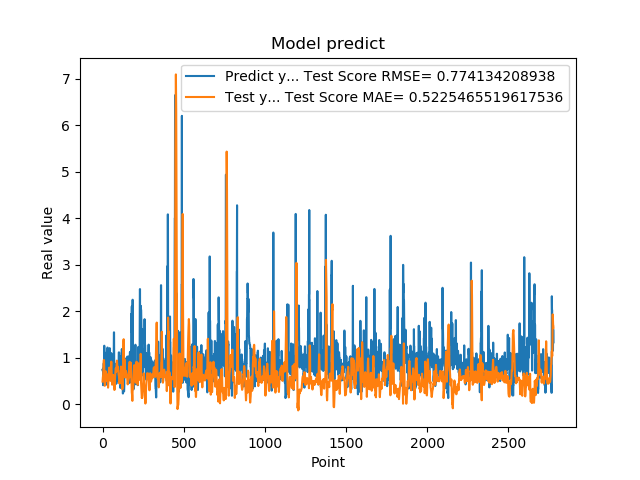 Model predict
Predict y... Test Score RMSE= 0.774134208938
Test y... Test Score MAE= 0.5225465519617536
7
6
5
4
3
2
1
0
Real value
0 500 1000 1500 2000 2500
Point